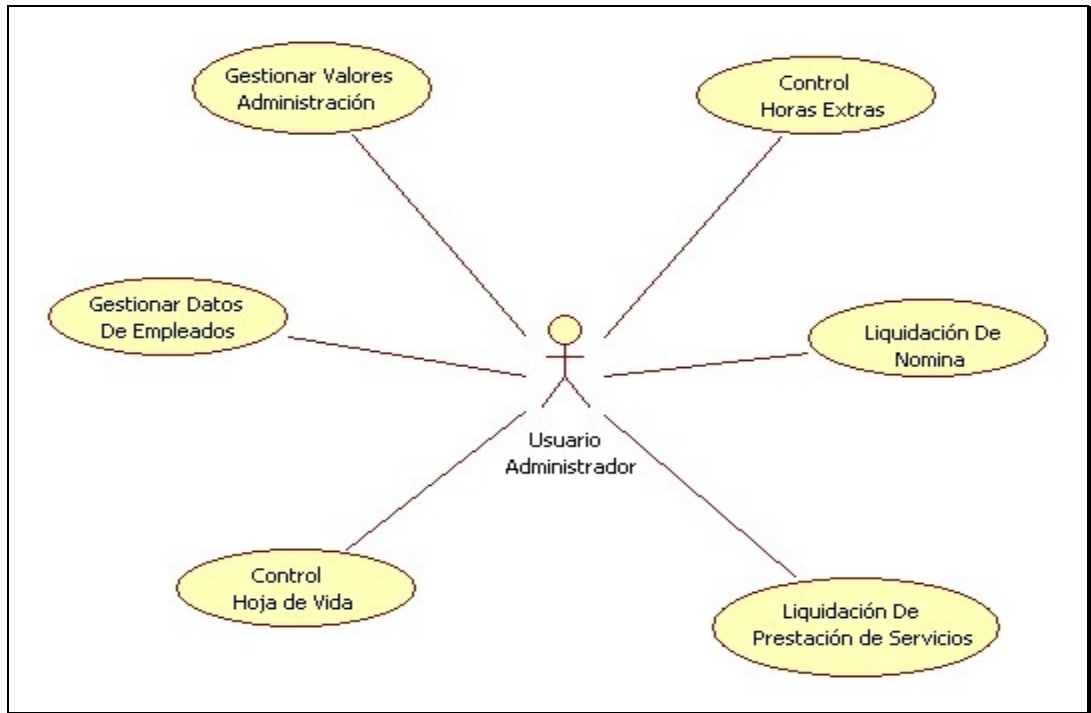 Gestionar Valores
Administración
Control
Horas Extras
Gestionar Datos
De Empleados
Liquidación De
Nomina
Usuario
Administrador
Control
Hoja de Vida
Liquidación De
Prestación de Servicios